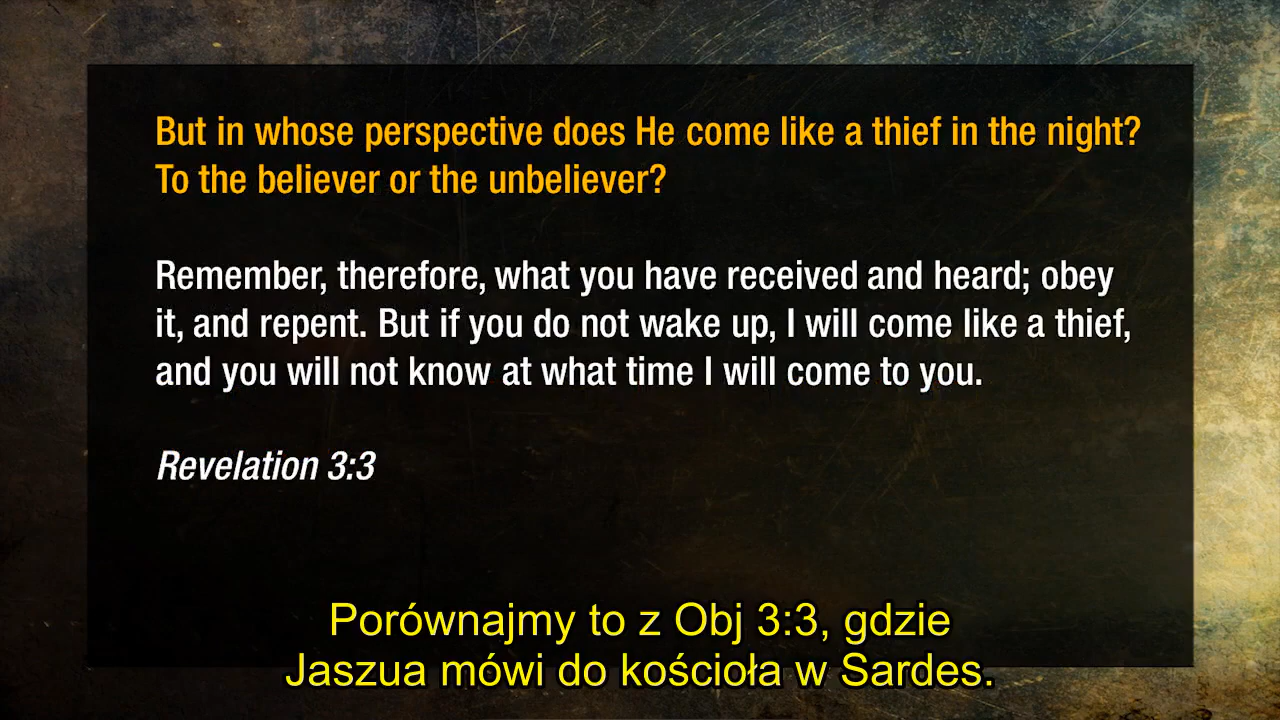 But in whose perspective does He come like a thief in the night?
To the believer or the unbeliever?
Remember, therefore, what you have received and heard; obey
it, and repent. But if you do not wake up, I will come like a thief,
and you will not know at what time I will come to you.
Revelation 3:3
Porównajmy to z Obj 3:3, gdzie
Jaszua mówi do kościoła w Sardes.